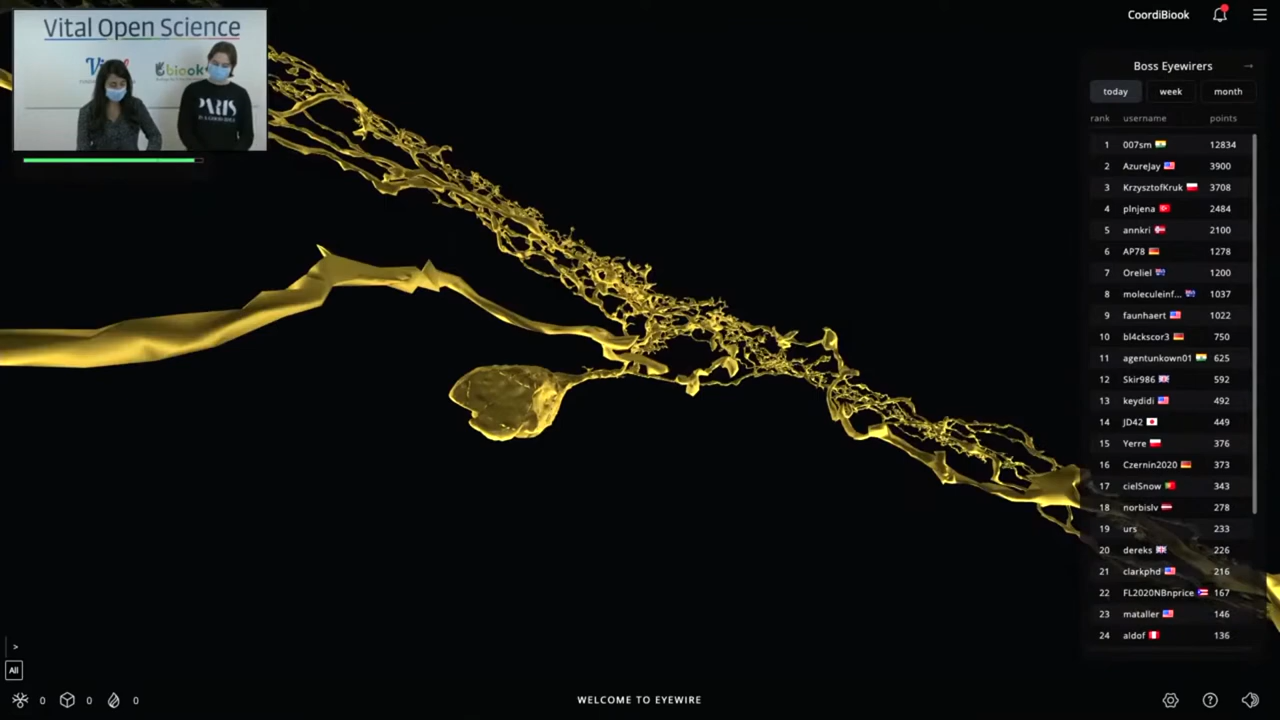 Vital Open Science
biook
PARIS
CoordiBiook
Boss Eyewirers
today week month
rank username points
1 007sm 12834
2 AzureJay 3900
3 KrzysztofKruk 3708
4 plnjena 2484
5 annkri 2100
6 AP78 1278
7 Oreliel 1200
8 moleculeinf... 1037
9 faunhaert 1022
10 bl4ckscor3 750
11 agentunkown01 625
12 Skir986 592
13 keydidi 492
14 JD42 449
15 Yerre 376
16 Czernin2020 373
17 cielSnow 343
18 norbislv 278
19 urs 233
20 dereks 226
21 clarkphd 216
22 FL2020NBnprice 167
23 mataller 146
24 aldof 136
>
All
0 0 0
WELCOME TO EYEWIRE